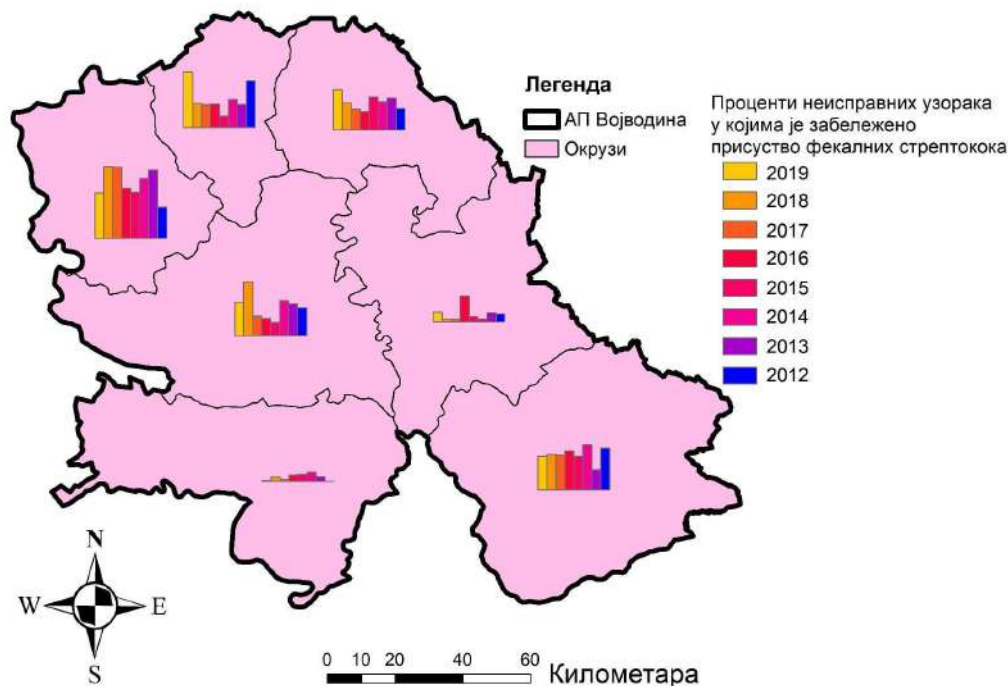 Легенда
АП Војводина
Окрузи
Проценти неисправних узорака
у којима је забележено
присуство фекалних стрептокока
2019
2018
2017
2016
2015
2014
2013
2012
N
W E
S
0 10 20 40 60
Километара